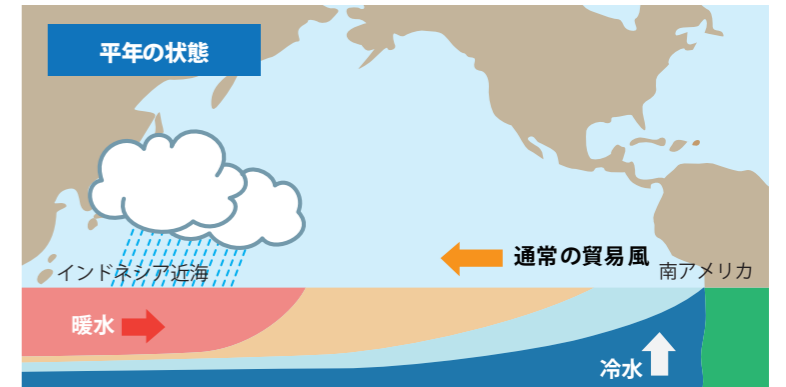 平年の状態
通常の貿易風
南アメリカ
インドネシア近海
暖水
冷水